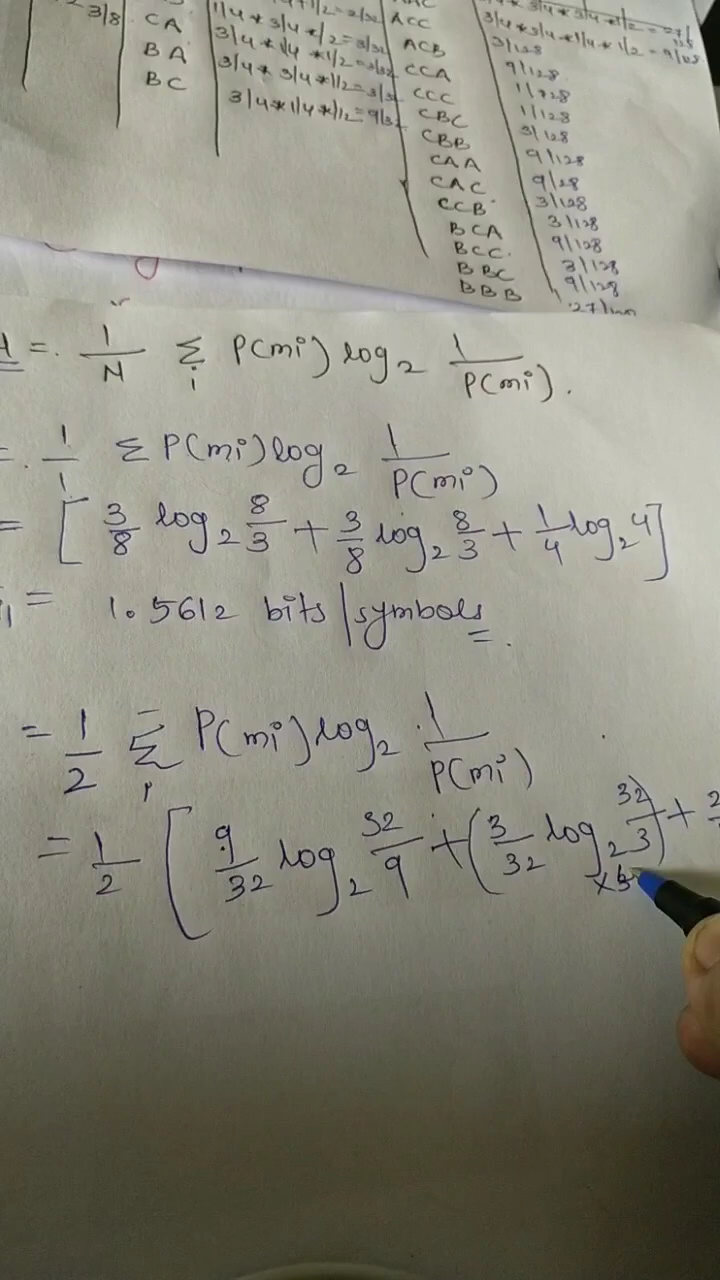 3/8
CA
BA
BC
1/4*3/4*1/2=3/32
3/4*1/4*1/2=3/32
3/4*3/4*1/2=3/32
3/4*1/4*1/2=9/32
ACC
ACB
CCA
CCC
CBC
CBB
CAA
CAC
CCB
BCA
BCC
BBC
BBB
3/4*3/4*1/4*1/2=9/128
3/128
9/128
1/128
1/128
3/128
9/128
9/128
3/128
3/128
9/128
3/128
9/128
= 1/N Σ i P(mi) log2 1/P(mi).
= 1/1 Σ P(mi) log2 1/P(mi)
= [3/8 log2 8/3 + 3/8 log2 8/3 + 1/4 log2 4]
1 = 1.5612 bits/symbols
= 1/2 Σ P(mi) log2 1/P(mi)
= 1/2 [9/32 log2 32/9 + (3/32 log2 32/3) +